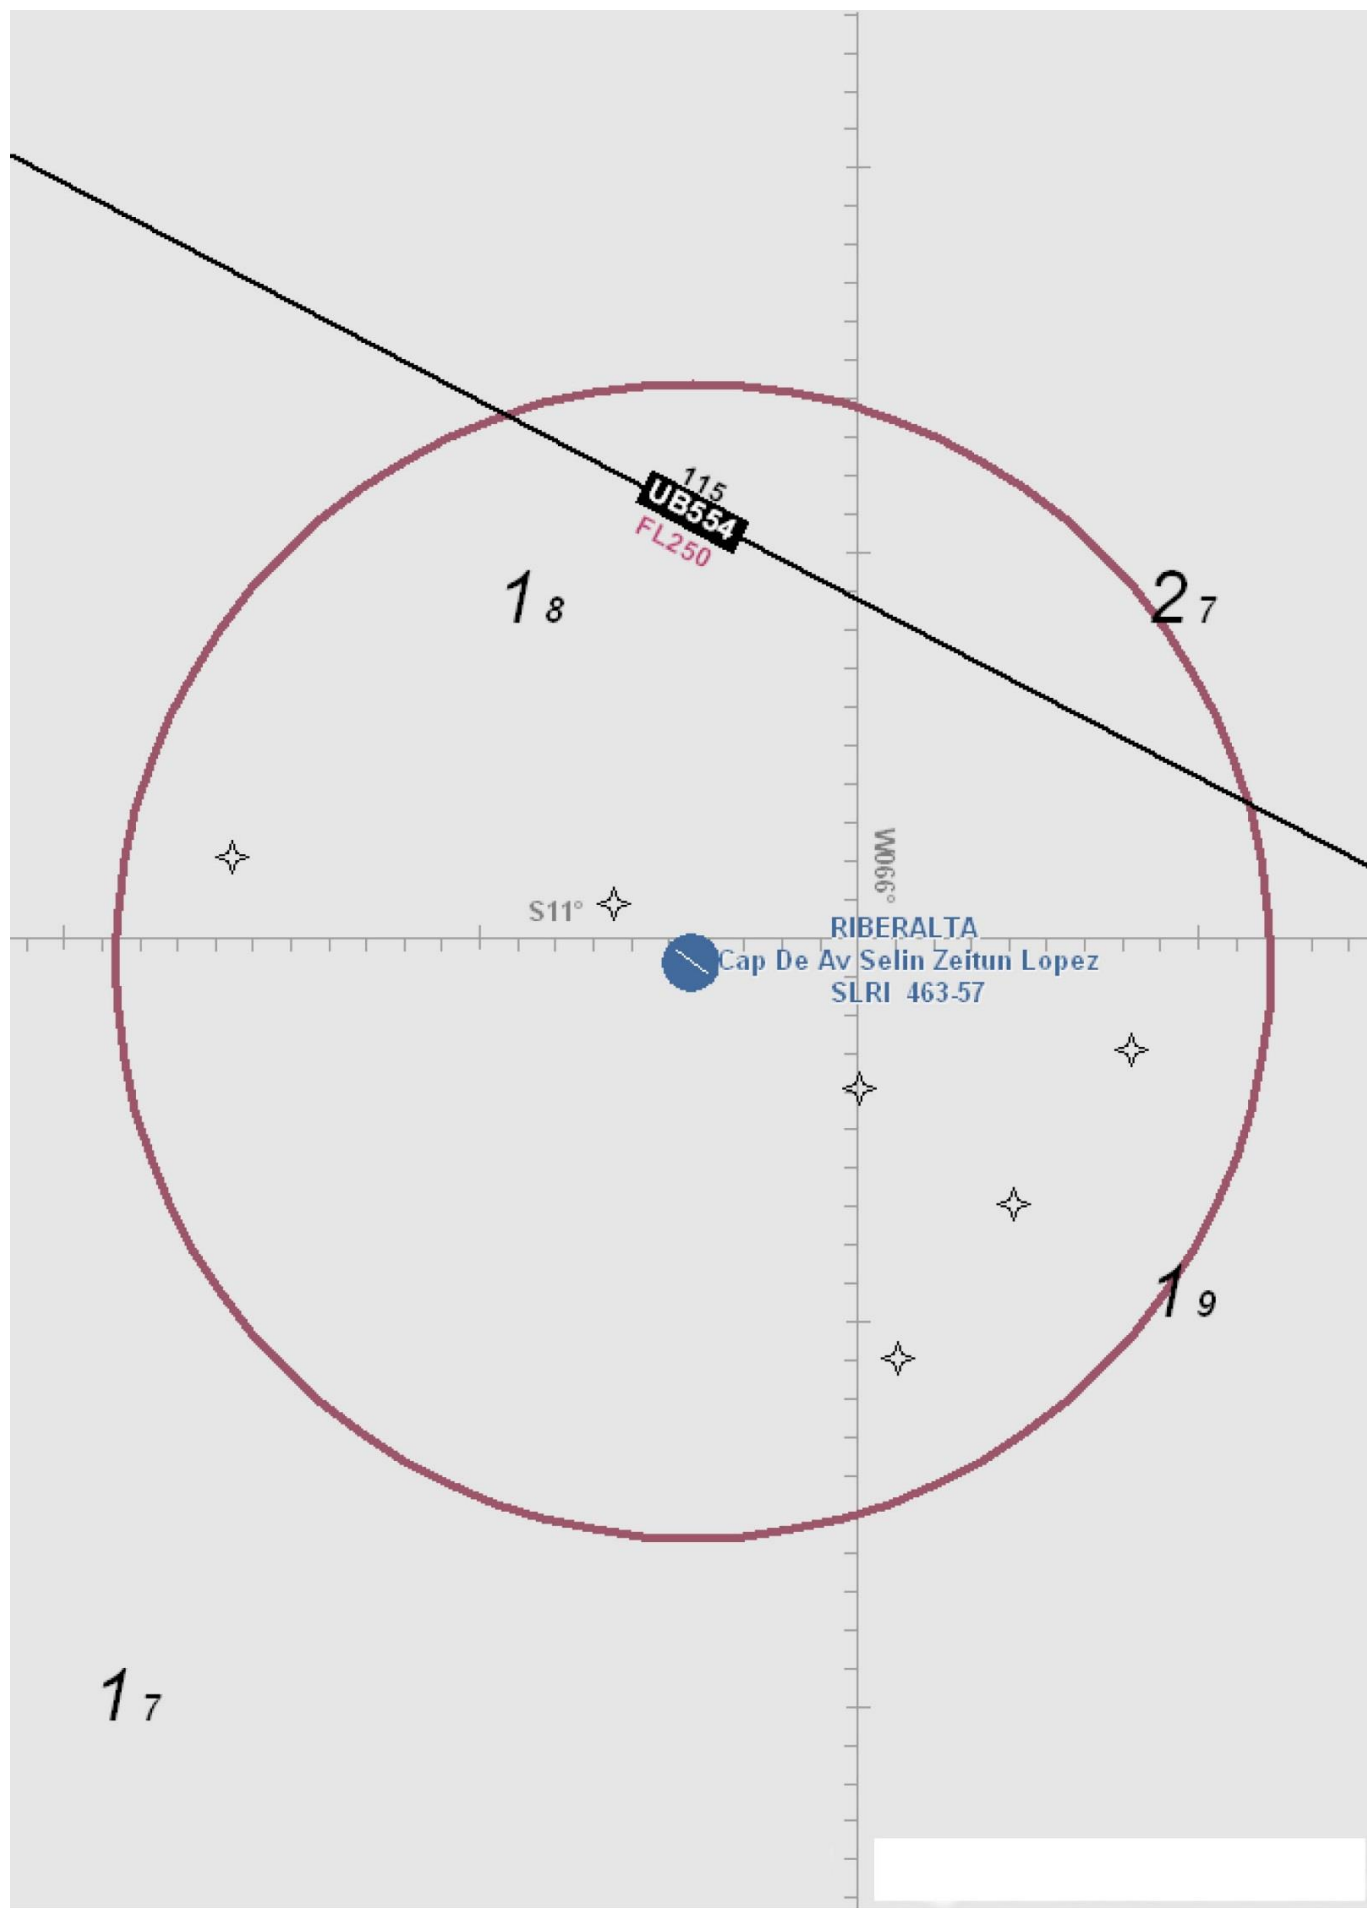 115
UB554
FL250
1 8
2 7
W066°
S11°
RIBERALTA
Cap De Av Selin Zeitun Lopez
SLRI 463-57
1 9
1 7